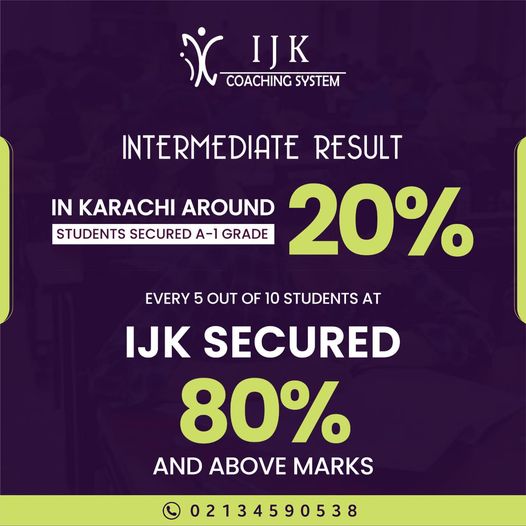 IJK
COACHING SYSTEM
INTERMEDIATE RESULT
IN KARACHI AROUND
STUDENTS SECURED A-1 GRADE
20%
EVERY 5 OUT OF 10 STUDENTS AT
IJK SECURED
80%
AND ABOVE MARKS
02134590538